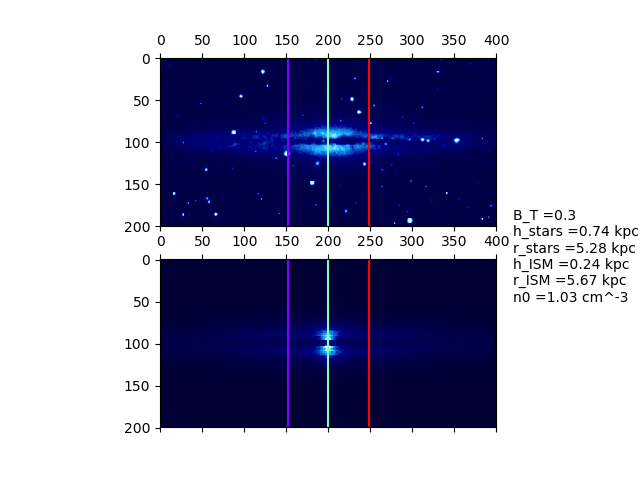 0 50 100 150 200 250 300 350 400
0
50
100
150
200
0 50 100 150 200 250 300 350 400
0
50
100
150
200
B_T =0.3
h_stars =0.74 kpc
r_stars =5.28 kpc
h_ISM =0.24 kpc
r_ISM =5.67 kpc
n0 =1.03 cm^-3